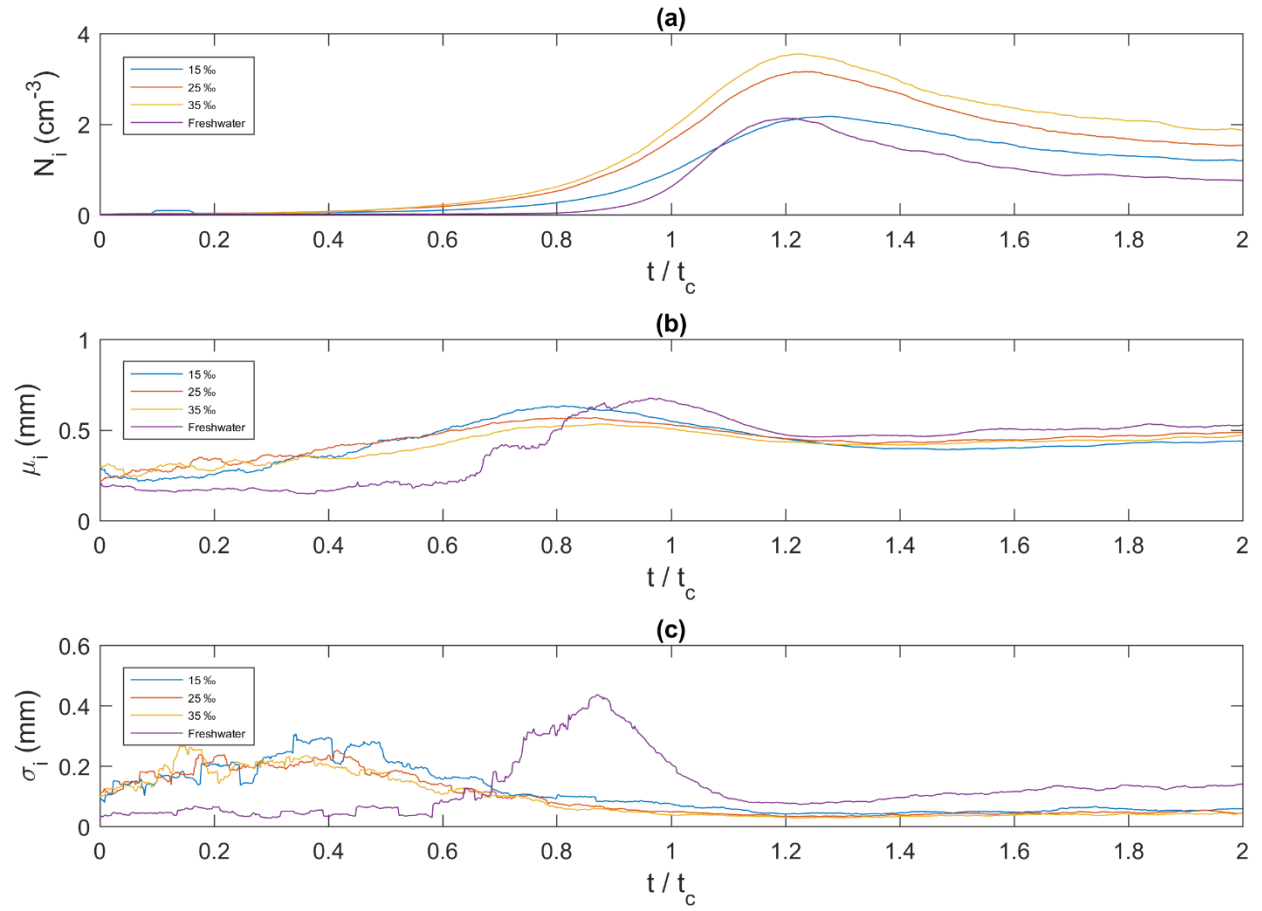 (a)
N_i (cm^-3)
4
2
0
15 ‰
25 ‰
35 ‰
Freshwater
0 0.2 0.4 0.6 0.8 1 1.2 1.4 1.6 1.8 2
t / t_c
(b)
μ_i (mm)
1
0.5
0
15 ‰
25 ‰
35 ‰
Freshwater
0 0.2 0.4 0.6 0.8 1 1.2 1.4 1.6 1.8 2
t / t_c
(c)
σ_i (mm)
0.6
0.4
0.2
0
15 ‰
25 ‰
35 ‰
Freshwater
0 0.2 0.4 0.6 0.8 1 1.2 1.4 1.6 1.8 2
t / t_c